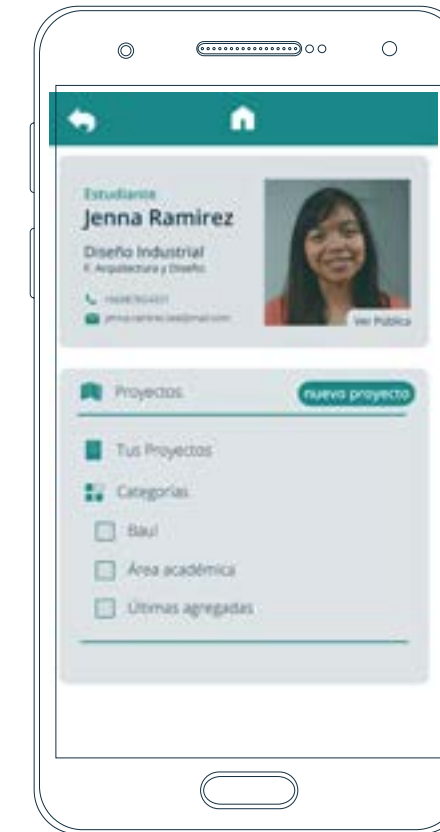 Estudiante
Jenna Ramirez
Diseño Industrial
F. Arquitectura y Diseño
Ver Pública
Proyectos
nuevo proyecto
Tus Proyectos
Categorías
Baul
Área académica
Últimas agregadas